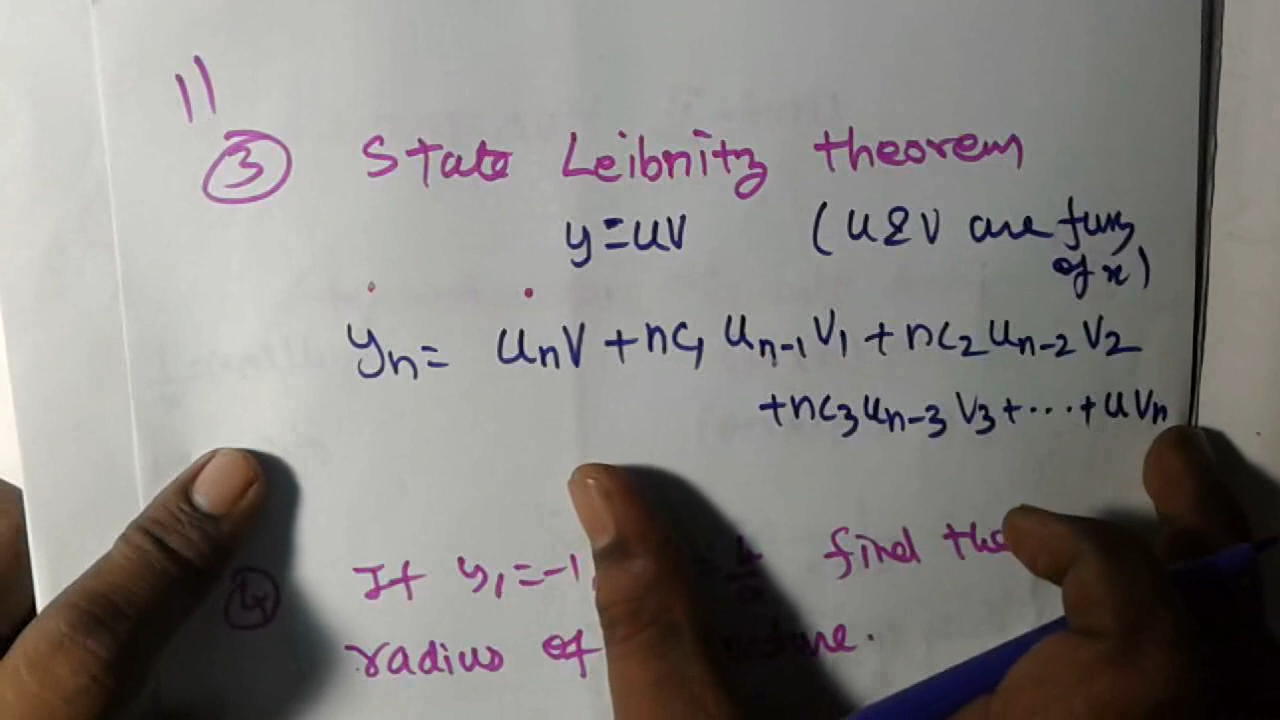 11
③ State Leibnitz theorem
y=uv (u & v are func of x)
yn= unv + nc1 un-1 v1 + nc2 un-2 v2
+nc3 un-3 v3 + ... + uvn
④ If y1=-1, find the
radius of